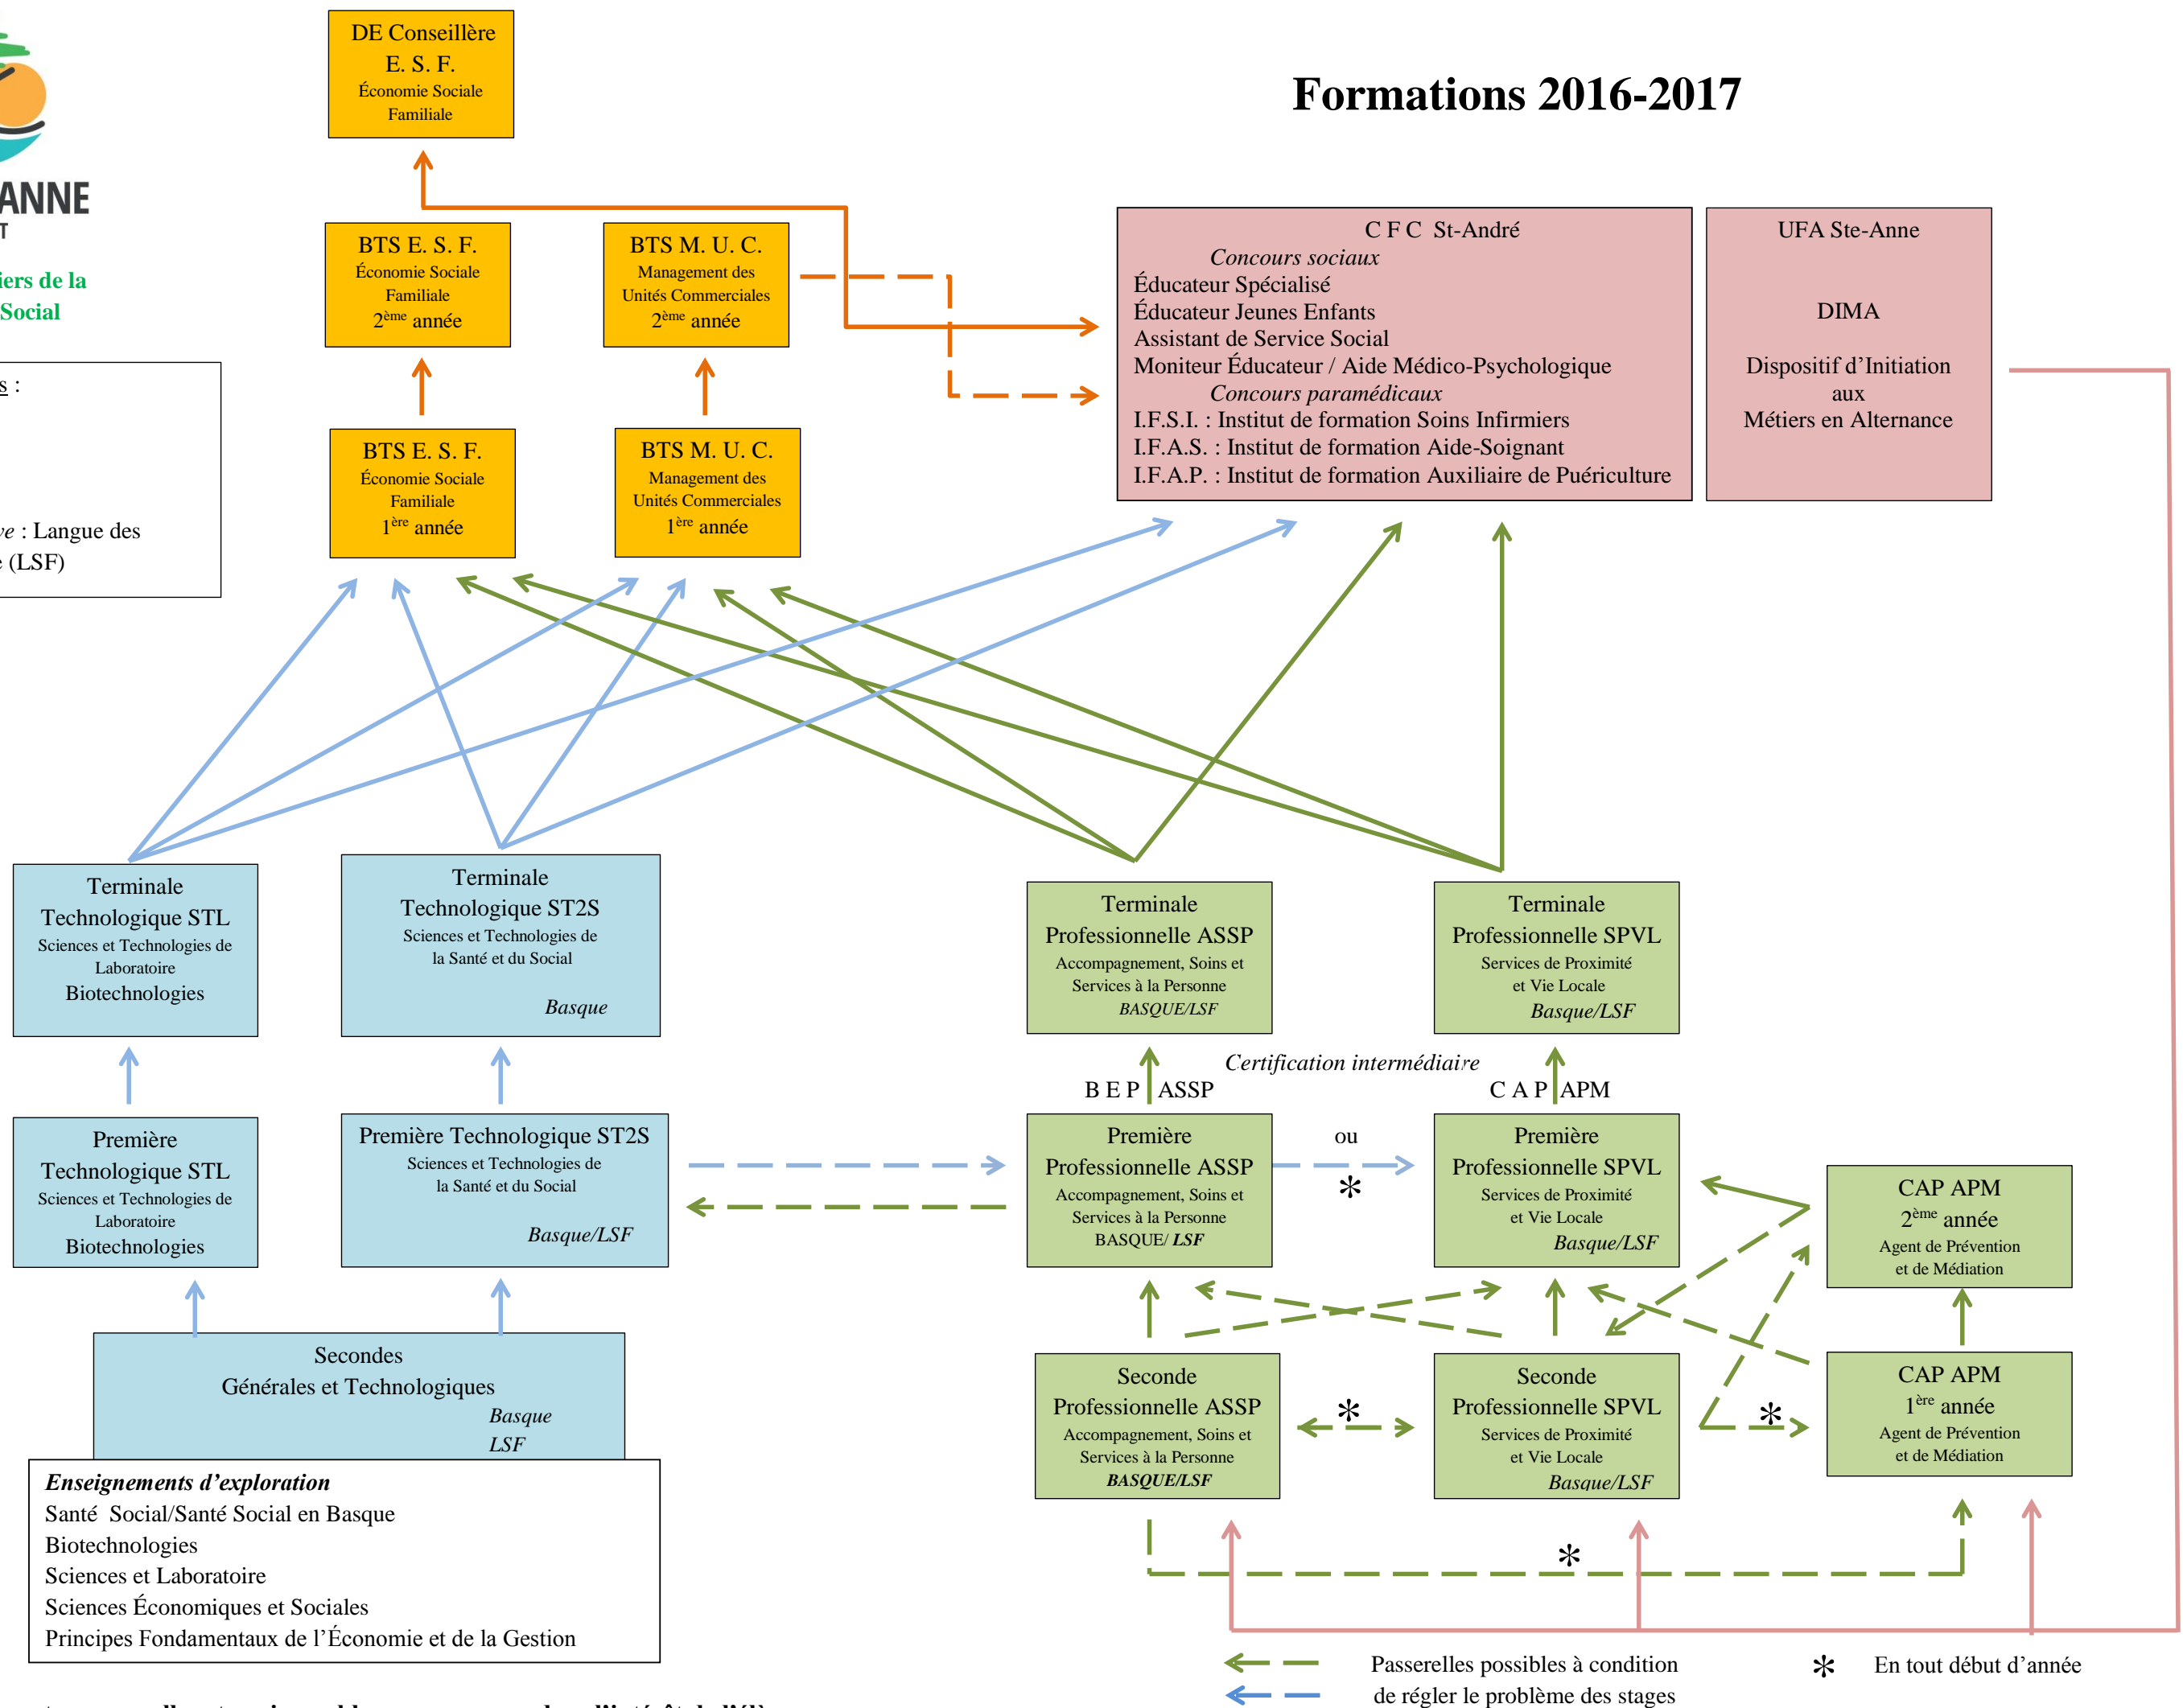 DE Conseillère
E. S. F.
Économie Sociale
Familiale
Formations 2016-2017
ANNE
T
BTS E. S. F.
Économie Sociale
Familiale
2ème année
BTS M. U. C.
Management des
Unités Commerciales
2ème année
C F C St-André
Concours sociaux
Éducateur Spécialisé
Éducateur Jeunes Enfants
Assistant de Service Social
Moniteur Éducateur / Aide Médico-Psychologique
Concours paramédicaux
I.F.S.I. : Institut de formation Soins Infirmiers
I.F.A.S. : Institut de formation Aide-Soignant
I.F.A.P. : Institut de formation Auxiliaire de Puériculture
UFA Ste-Anne
DIMA
Dispositif d’Initiation
aux
Métiers en Alternance
iers de la
Social
s :
ve : Langue des
e (LSF)
BTS E. S. F.
Économie Sociale
Familiale
1ère année
BTS M. U. C.
Management des
Unités Commerciales
1ère année
Terminale
Technologique STL
Sciences et Technologies de
Laboratoire
Biotechnologies
Terminale
Technologique ST2S
Sciences et Technologies de
la Santé et du Social
Basque
Terminale
Professionnelle ASSP
Accompagnement, Soins et
Services à la Personne
BASQUE/LSF
Terminale
Professionnelle SPVL
Services de Proximité
et Vie Locale
Basque/LSF
Certification intermédiaire
B E P ASSP
C A P APM
Première
Technologique STL
Sciences et Technologies de
Laboratoire
Biotechnologies
Première Technologique ST2S
Sciences et Technologies de
la Santé et du Social
Basque/LSF
Première
Professionnelle ASSP
Accompagnement, Soins et
Services à la Personne
BASQUE/ LSF
ou
*
Première
Professionnelle SPVL
Services de Proximité
et Vie Locale
Basque/LSF
CAP APM
2ème année
Agent de Prévention
et de Médiation
Secondes
Générales et Technologiques
Basque
LSF
Seconde
Professionnelle ASSP
Accompagnement, Soins et
Services à la Personne
BASQUE/LSF
*
Seconde
Professionnelle SPVL
Services de Proximité
et Vie Locale
Basque/LSF
*
CAP APM
1ère année
Agent de Prévention
et de Médiation
Enseignements d’exploration
Santé Social/Santé Social en Basque
Biotechnologies
Sciences et Laboratoire
Sciences Économiques et Sociales
Principes Fondamentaux de l’Économie et de la Gestion
*
Passerelles possibles à condition
de régler le problème des stages
* En tout début d’année